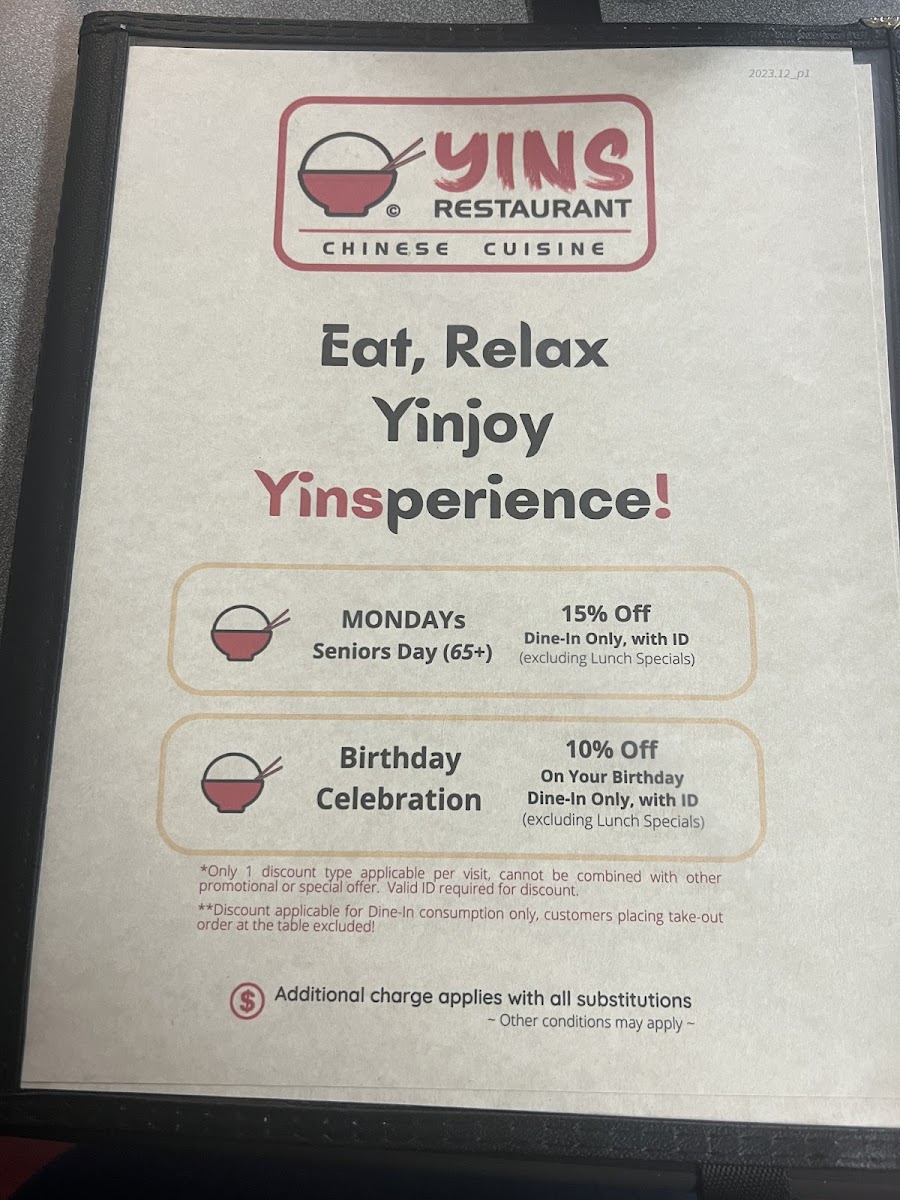 2023.12_p1
YINS
© RESTAURANT
CHINESE CUISINE
Eat, Relax
Yinjoy
Yinsperience!
MONDAYs
Seniors Day (65+)
15% Off
Dine-In Only, with ID
(excluding Lunch Specials)
Birthday
Celebration
10% Off
On Your Birthday
Dine-In Only, with ID
(excluding Lunch Specials)
*Only 1 discount type applicable per visit, cannot be combined with other
promotional or special offer. Valid ID required for discount.
**Discount applicable for Dine-In consumption only, customers placing take-out
order at the table excluded!
$ Additional charge applies with all substitutions
~ Other conditions may apply ~